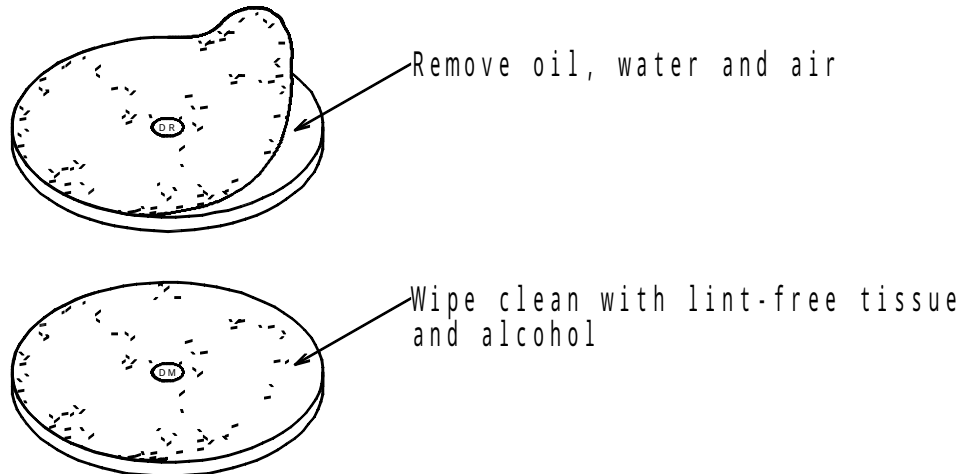 Remove oil, water and air
DR
Wipe clean with lint-free tissue
and alcohol
DM